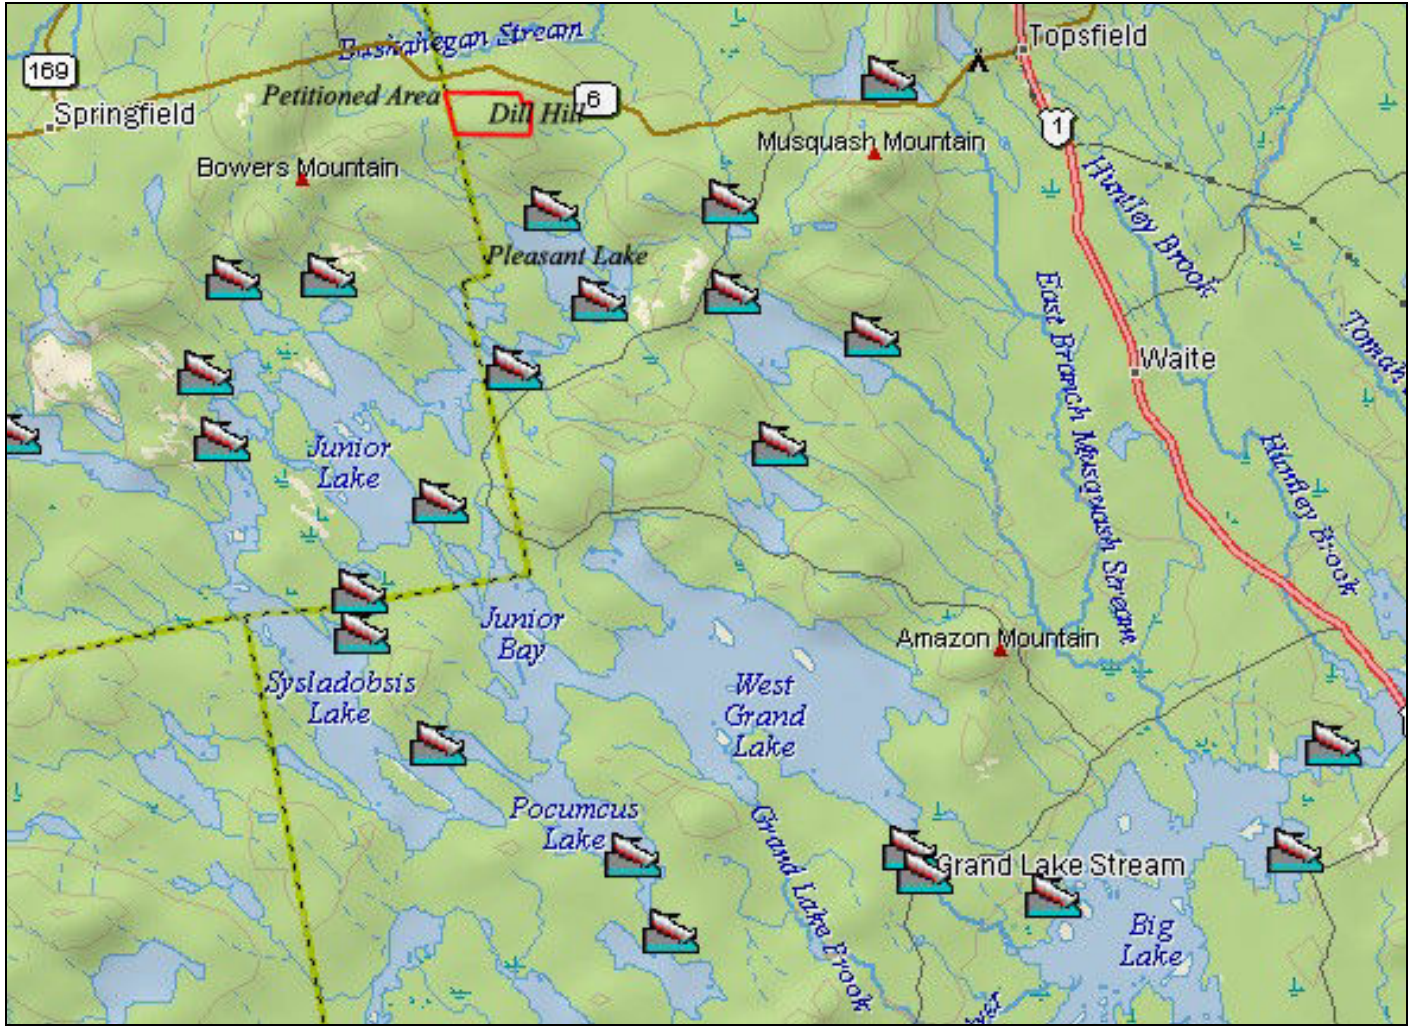 Baskahegan Stream
Topsfield
169
Petitioned Area
6
Springfield
Dill Hill
1
Musquash Mountain
Bowers Mountain
Huntley Brook
Pleasant Lake
East Branch Musquash Stream
Tomah
Waite
Junior
Lake
Huntley Brook
Junior
Bay
Amazon Mountain
Sysladobsis
Lake
West
Grand
Lake
Pocumcus
Lake
Grand Lake Brook
Grand Lake Stream
Big
Lake